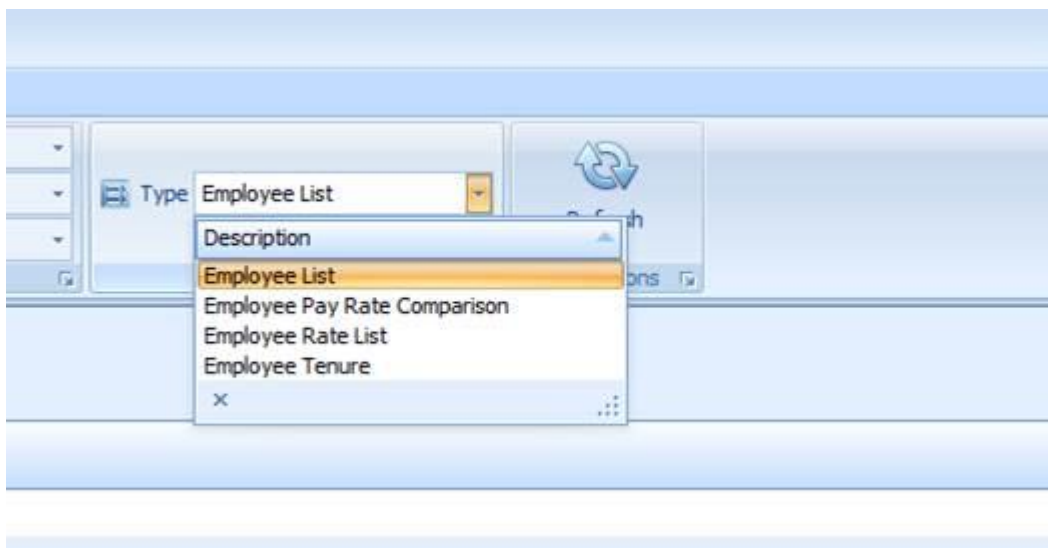 Type Employee List
Description
Employee List
Employee Pay Rate Comparison
Employee Rate List
Employee Tenure